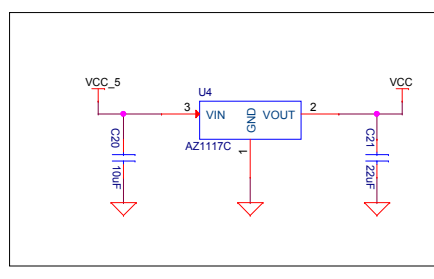 VCC_5
U4
VCC
3
VIN
GND
VOUT
2
AZ1117C
1
C20
10uF
C21
22uF